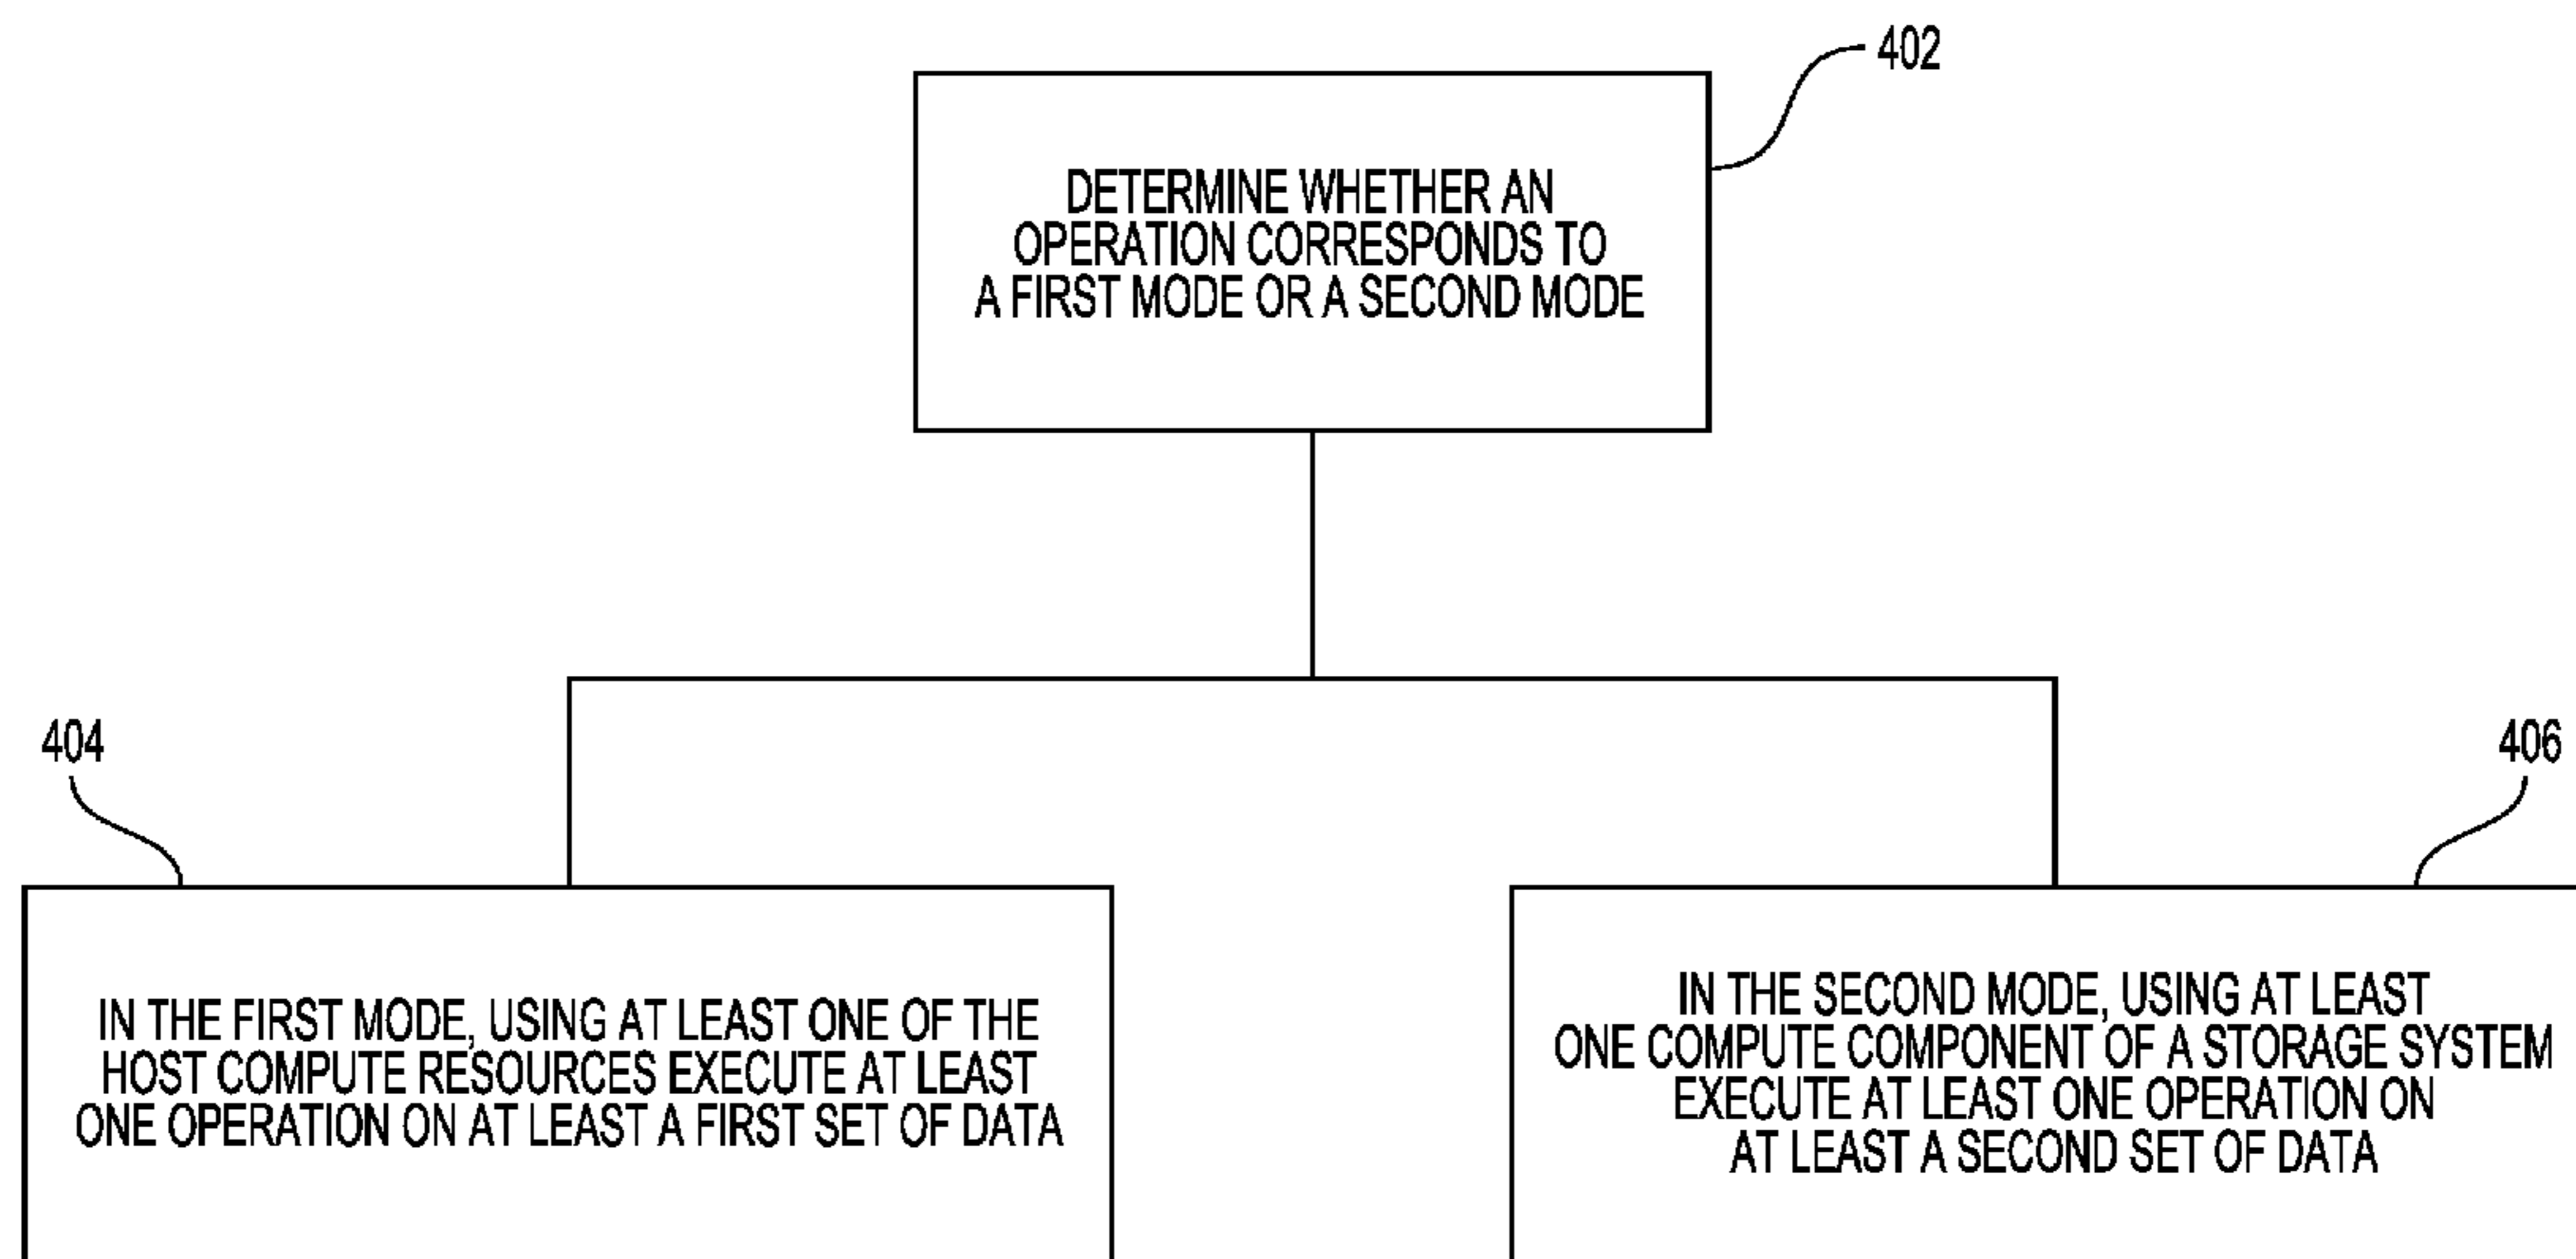 402
DETERMINE WHETHER AN
OPERATION CORRESPONDS TO
A FIRST MODE OR A SECOND MODE
404
406
IN THE FIRST MODE, USING AT LEAST ONE OF THE
HOST COMPUTE RESOURCES EXECUTE AT LEAST
ONE OPERATION ON AT LEAST A FIRST SET OF DATA
IN THE SECOND MODE, USING AT LEAST
ONE COMPUTE COMPONENT OF A STORAGE SYSTEM
EXECUTE AT LEAST ONE OPERATION ON
AT LEAST A SECOND SET OF DATA